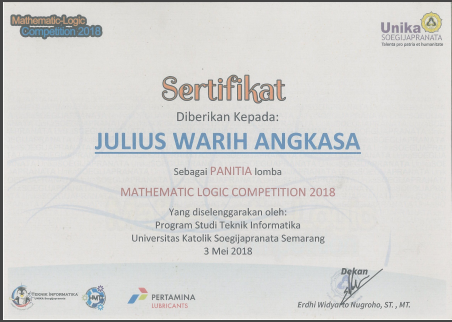 Mathematic-Logic
Competition 2018
Unika
SOEGIJAPRANATA
Talenta pro patria et humanitate
Sertifikat
Diberikan Kepada:
JULIUS WARIH ANGKASA
Sebagai PANITIA lomba
MATHEMATIC LOGIC COMPETITION 2018
Yang diselenggarakan oleh:
Program Studi Teknik Informatika
Universitas Katolik Soegijapranata Semarang
3 Mei 2018
Dekan
TEKNIK INFORMATIKA
PERTAMINA
LUBRICANTS
Erdhi Widyarto Nugroho, ST. , MT.